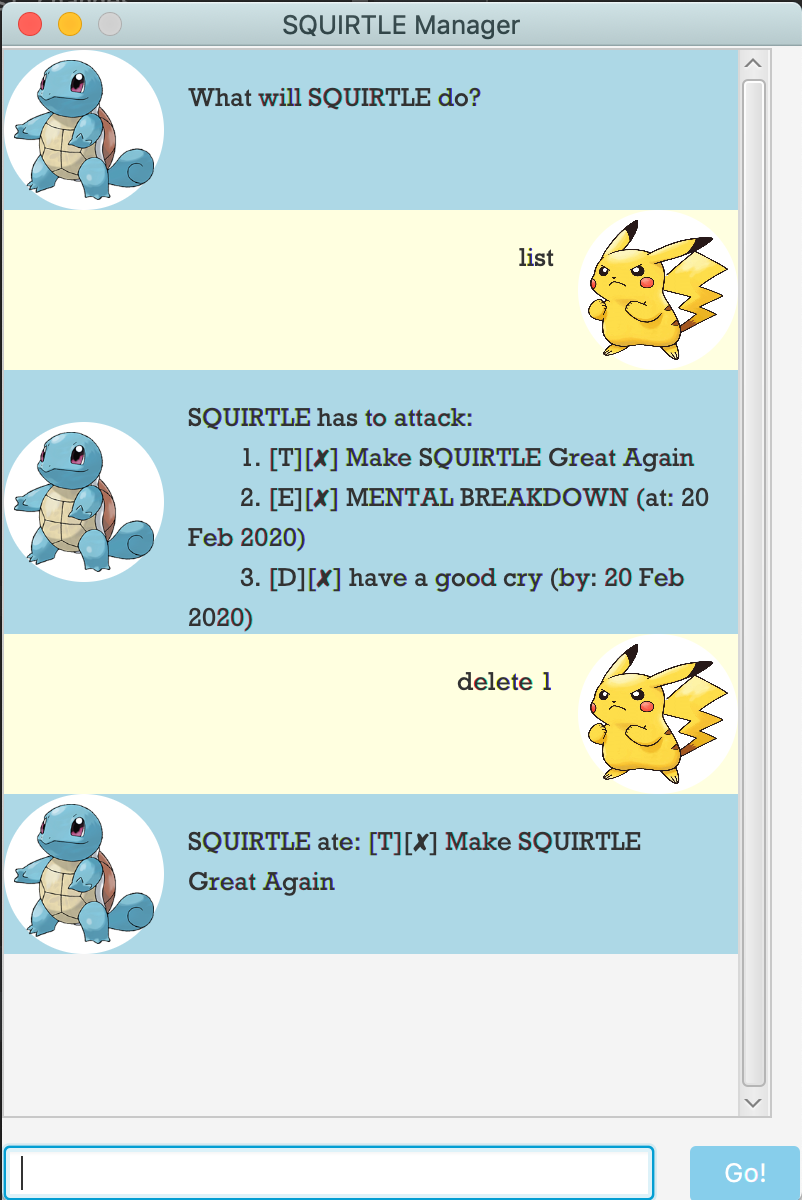 SQUIRTLE Manager
What will SQUIRTLE do?
list
SQUIRTLE has to attack:
1. [T][✘] Make SQUIRTLE Great Again
2. [E][✘] MENTAL BREAKDOWN (at: 20
Feb 2020)
3. [D][✘] have a good cry (by: 20 Feb
2020)
delete 1
SQUIRTLE ate: [T][✘] Make SQUIRTLE
Great Again
Go!